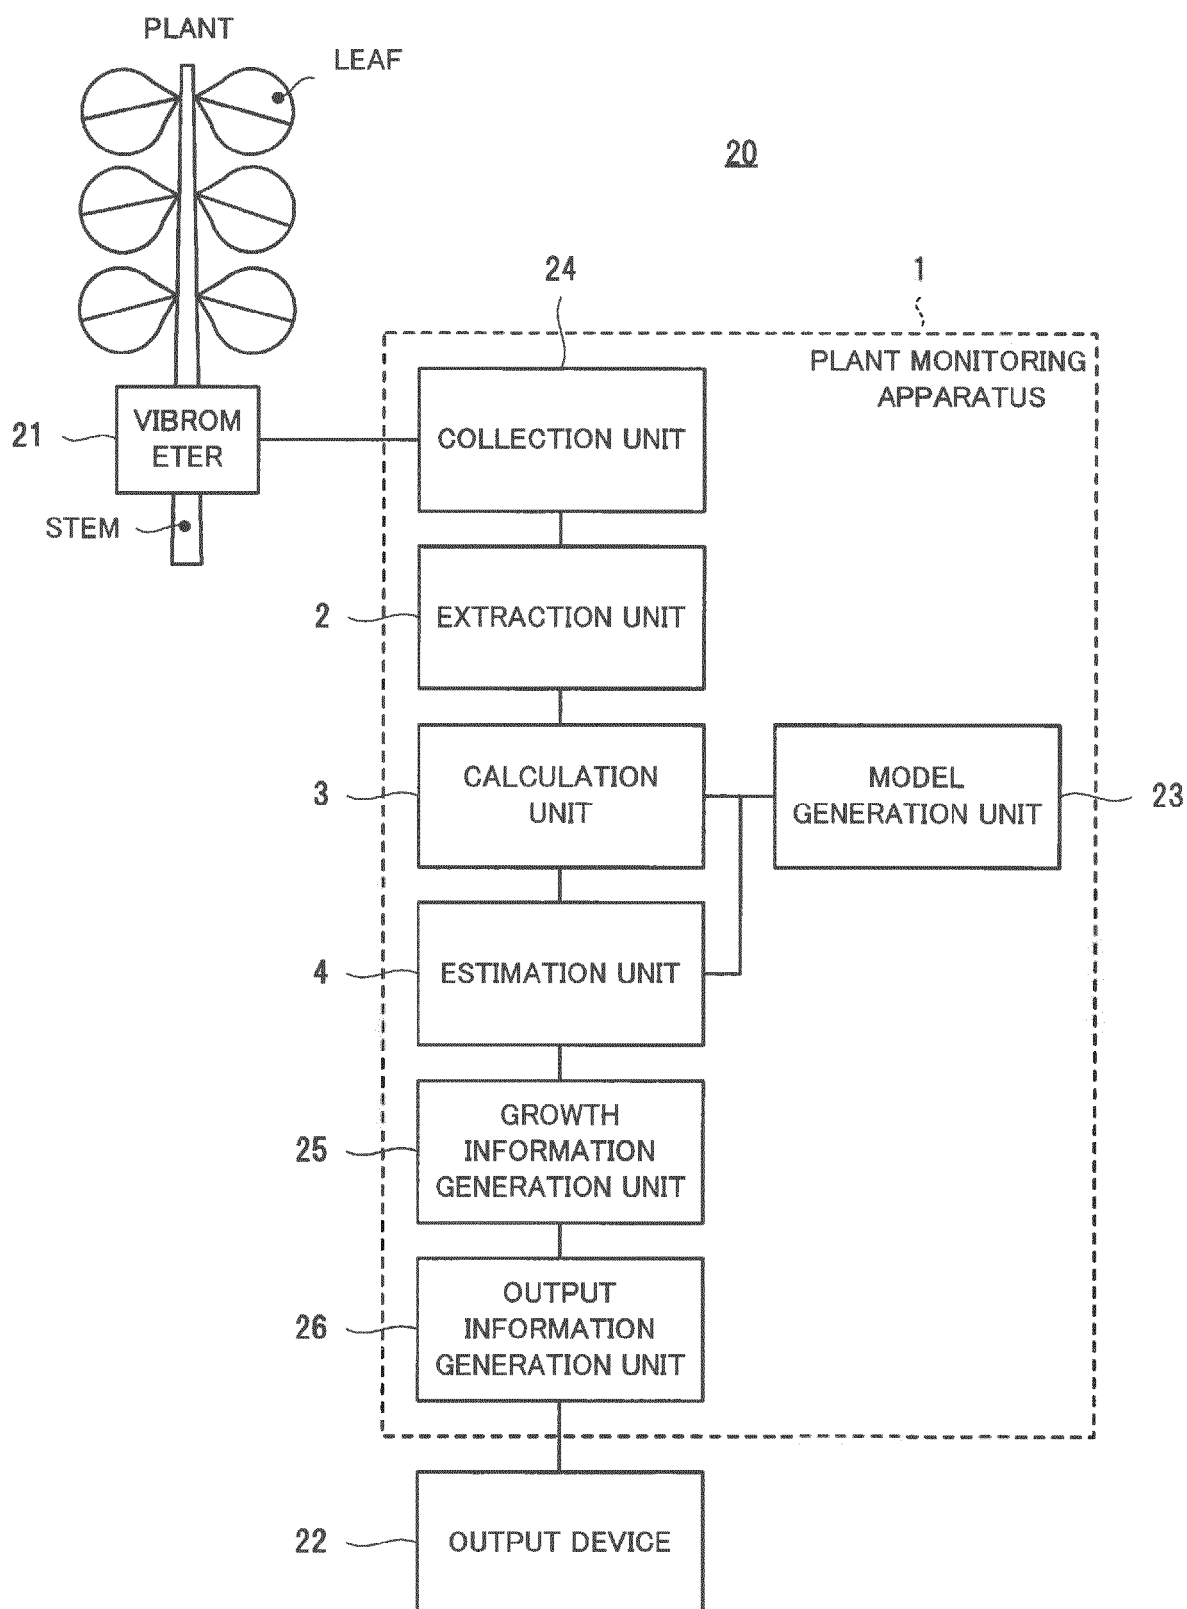 PLANT
LEAF
20
24
1
PLANT MONITORING
APPARATUS
21
VIBROM
ETER
COLLECTION UNIT
STEM
2
EXTRACTION UNIT
3
CALCULATION
UNIT
MODEL
GENERATION UNIT
23
4
ESTIMATION UNIT
25
GROWTH
INFORMATION
GENERATION UNIT
26
OUTPUT
INFORMATION
GENERATION UNIT
22
OUTPUT DEVICE